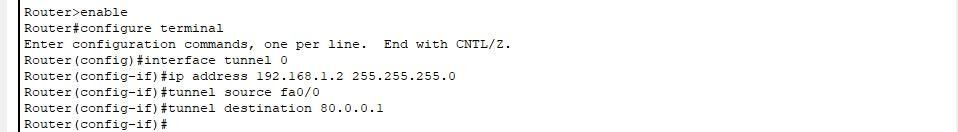 Router>enable
Router#configure terminal
Enter configuration commands, one per line.  End with CNTL/Z.
Router(config)#interface tunnel 0
Router(config-if)#ip address 192.168.1.2 255.255.255.0
Router(config-if)#tunnel source fa0/0
Router(config-if)#tunnel destination 80.0.0.1
Router(config-if)#